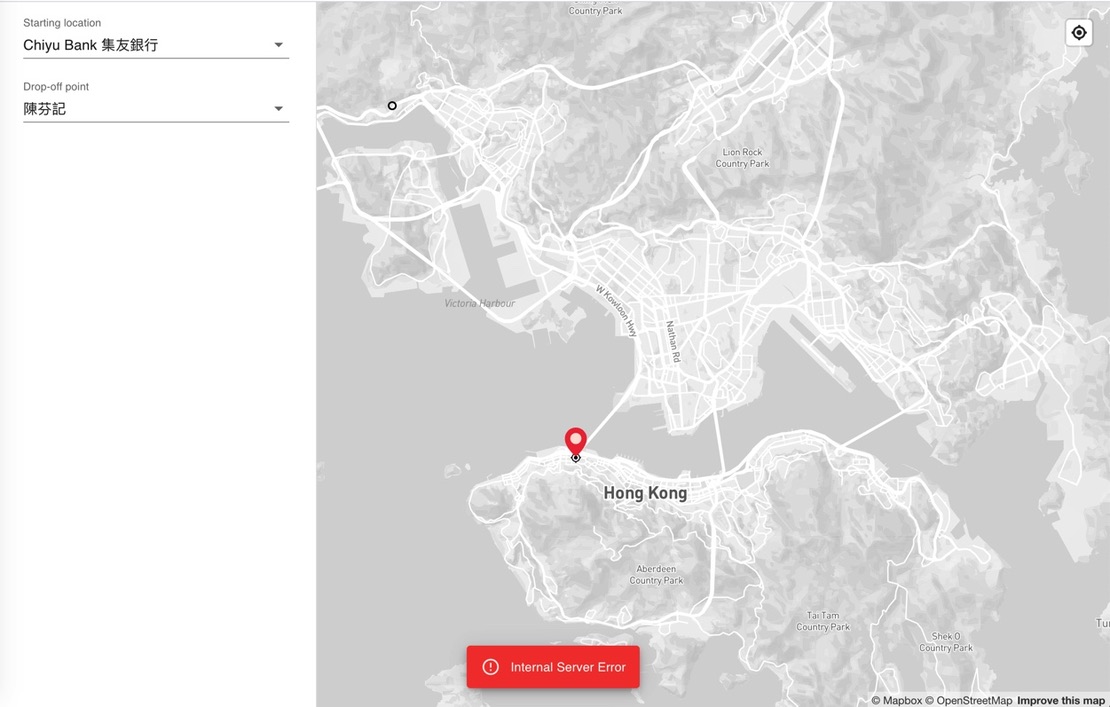 Starting location
Chiyu Bank 集友銀行
Drop-off point
陳芬記
Country Park
Lion Rock
Country Park
Victoria Harbour
W Kowloon Hwy
Nathan Rd
Hong Kong
Aberdeen
Country Park
Tai Tam
Country Park
Shek O
Country Park
Internal Server Error
© Mapbox © OpenStreetMap Improve this map